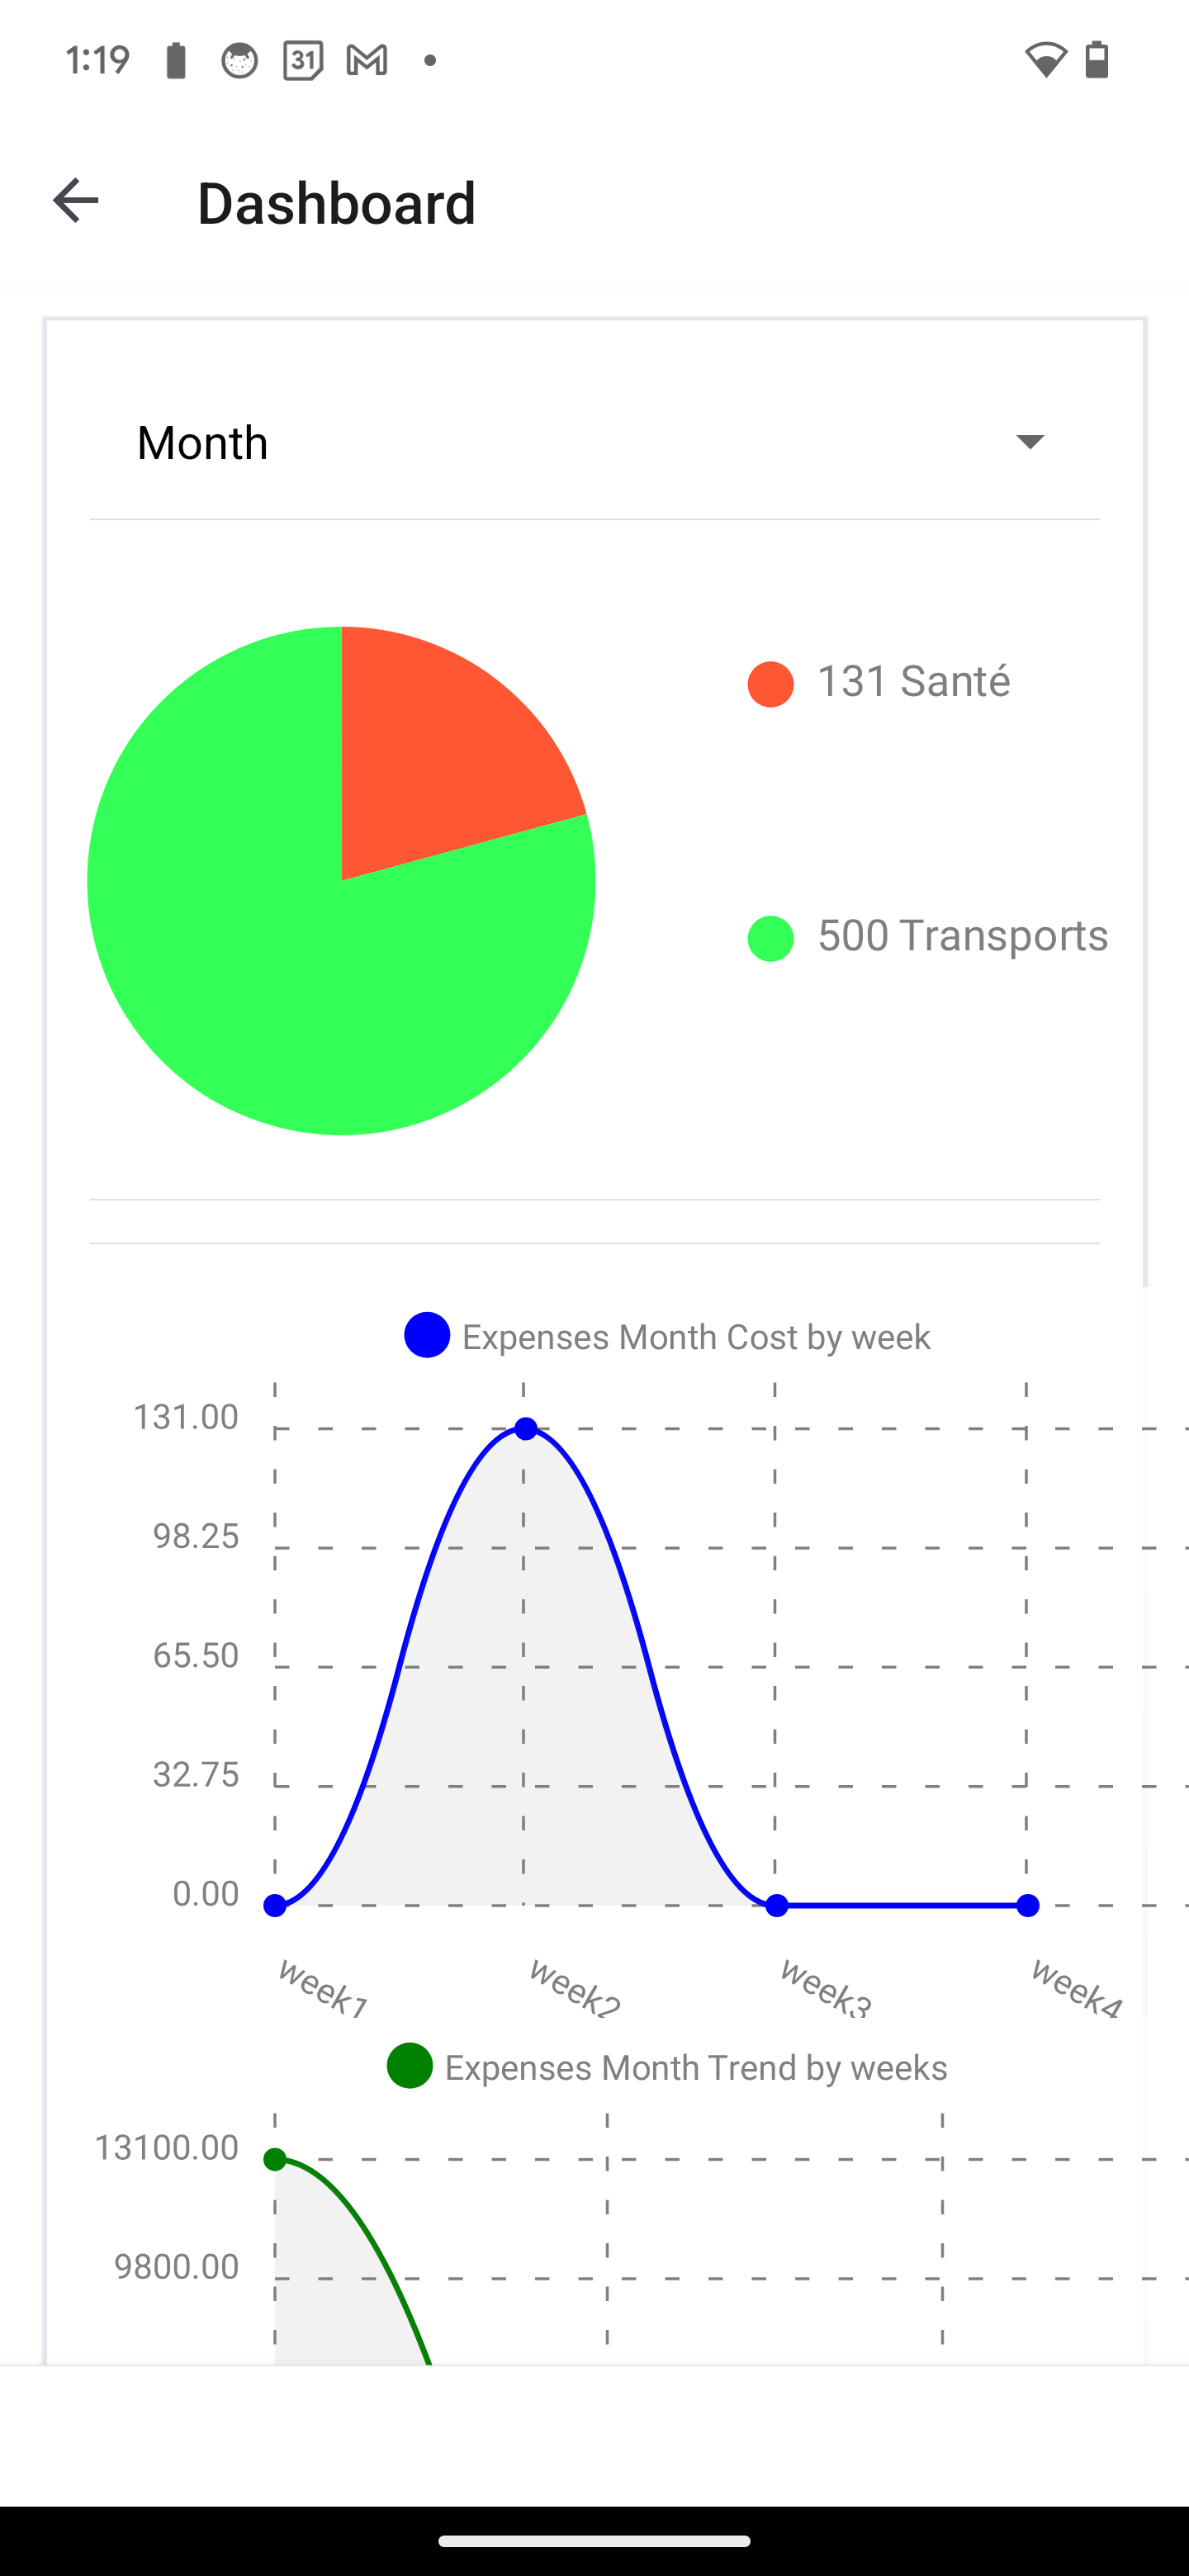 1:19
31
Dashboard
Month
131 Santé
500 Transports
Expenses Month Cost by week
131.00
98.25
65.50
32.75
0.00
week1
week2
week3
week4
Expenses Month Trend by weeks
13100.00
9800.00